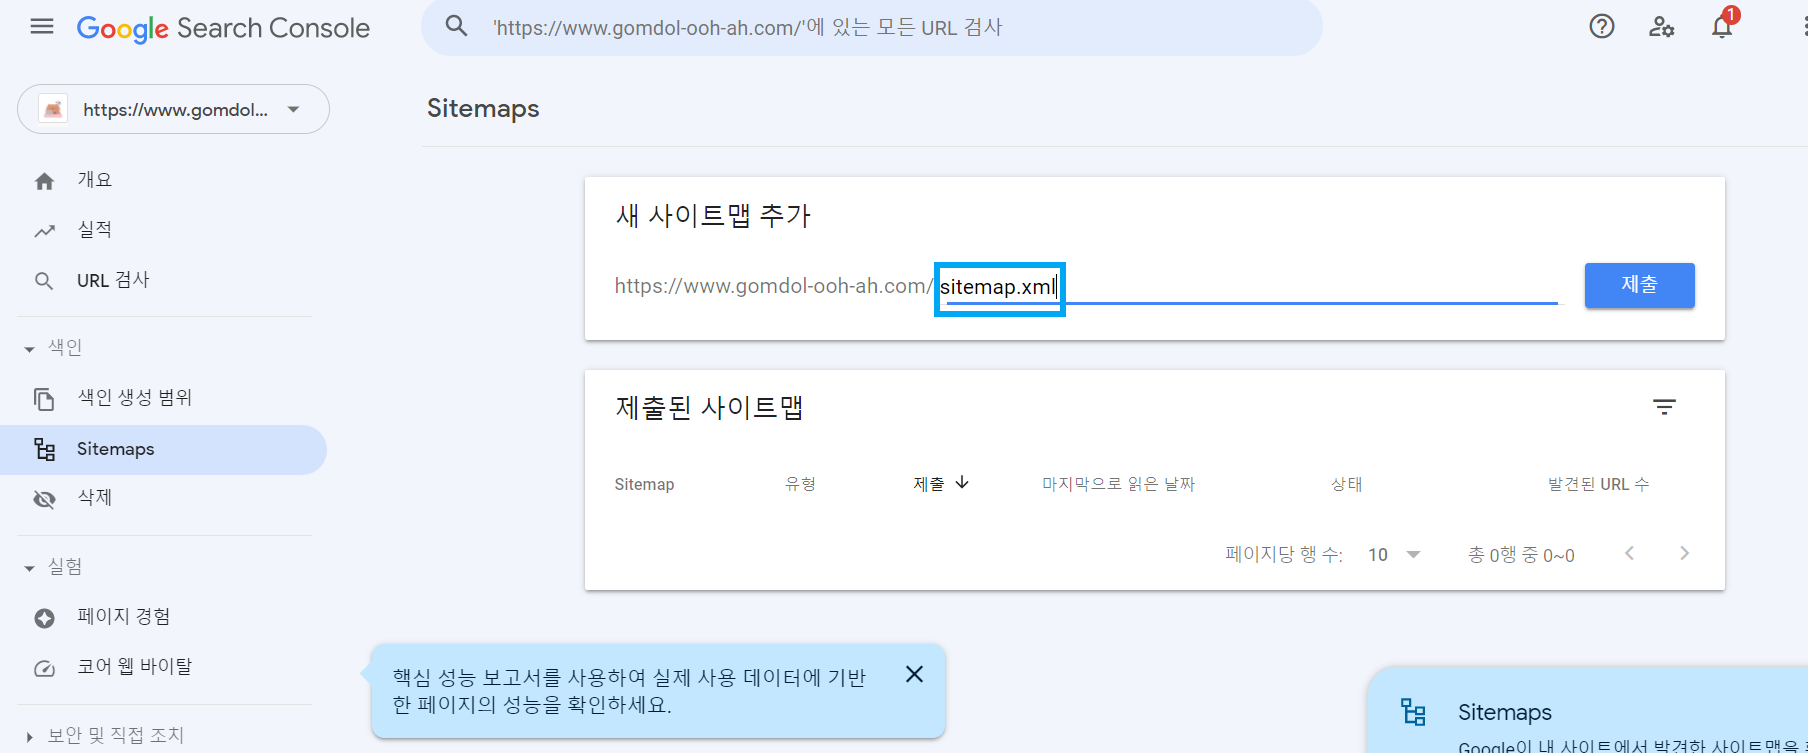 Google Search Console
'https://www.gomdol-ooh-ah.com/'에 있는 모든 URL 검사
1
https://www.gomdol...
Sitemaps
개요
실적
URL 검사
색인
색인 생성 범위
Sitemaps
삭제
실험
페이지 경험
코어 웹 바이탈
보안 및 직접 조치
새 사이트맵 추가
https://www.gomdol-ooh-ah.com/sitemap.xml
제출
제출된 사이트맵
Sitemap 유형 제출 마지막으로 읽은 날짜 상태 발견된 URL 수
페이지당 행 수: 10 총 0행 중 0~0
핵심 성능 보고서를 사용하여 실제 사용 데이터에 기반
한 페이지의 성능을 확인하세요.
Sitemaps
Google이 내 사이트에서 발견한 사이트맵을